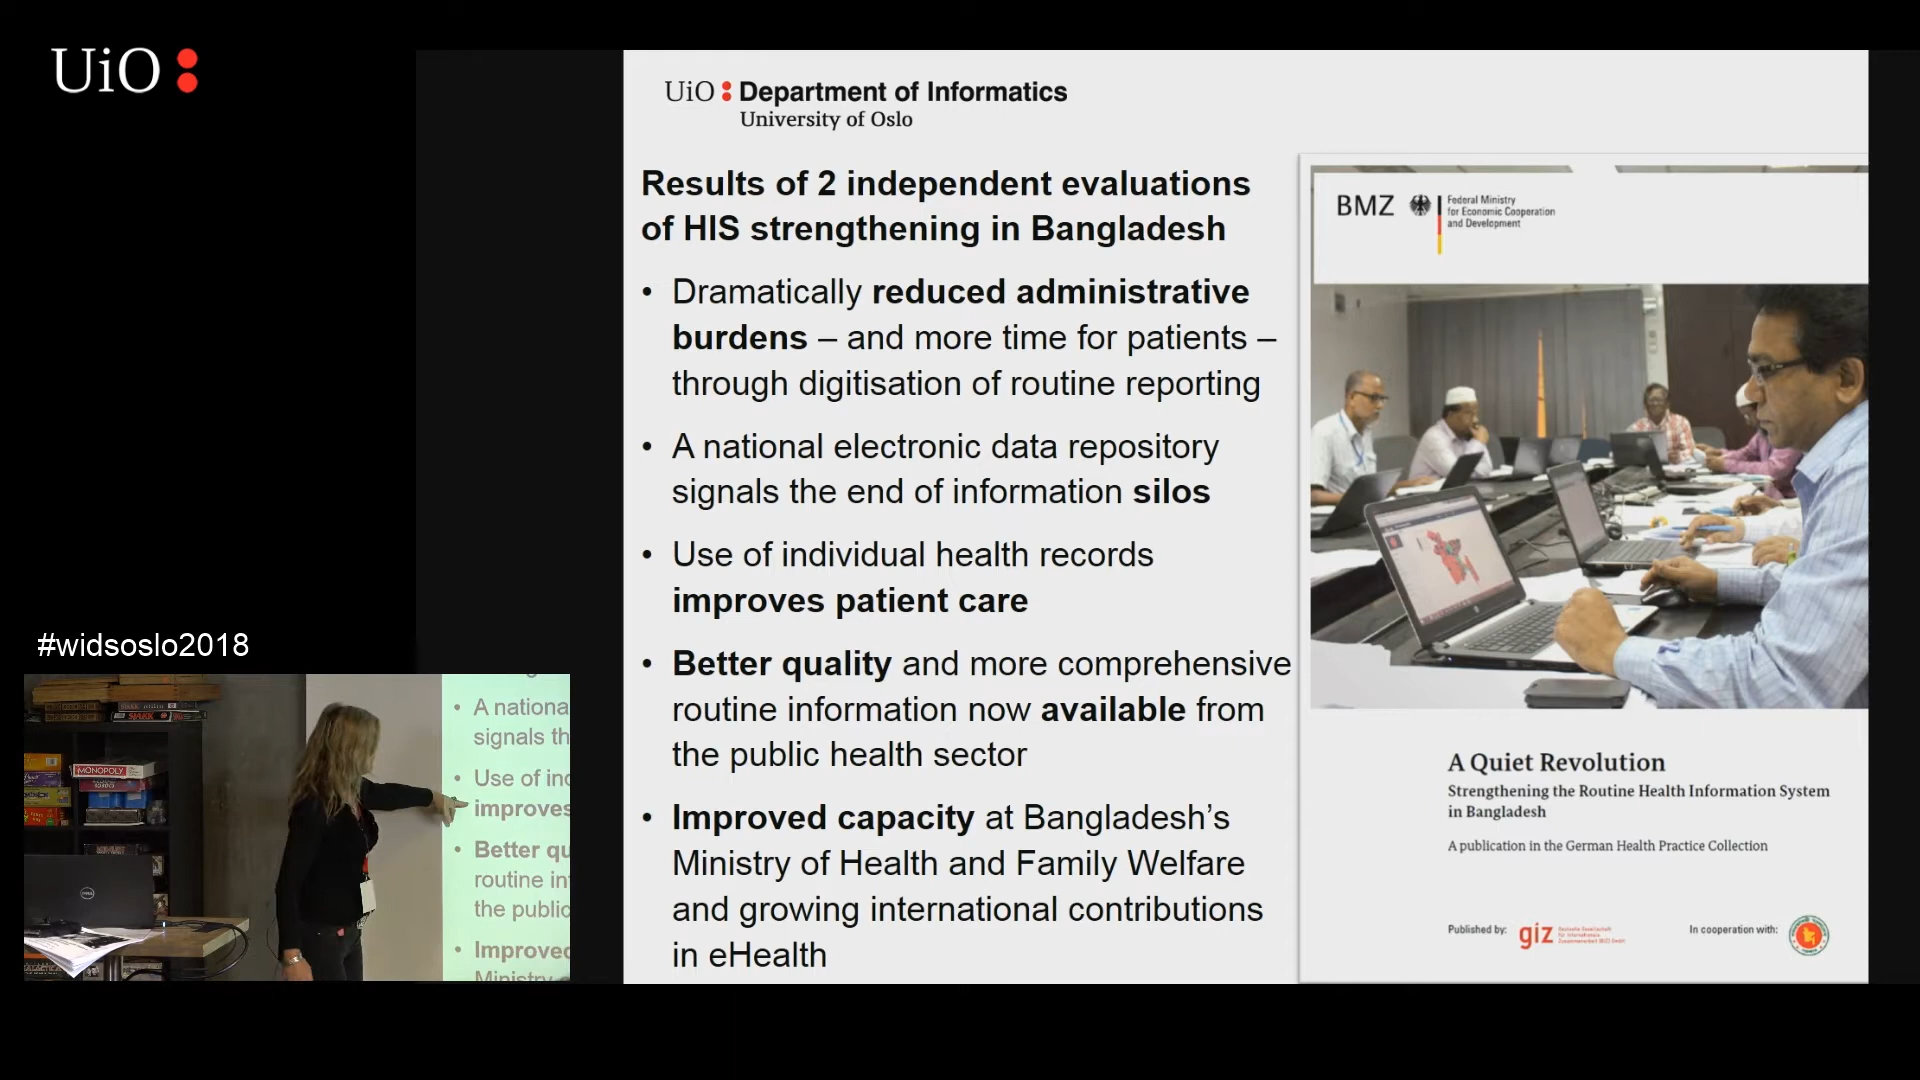 UiO
UiO Department of Informatics
University of Oslo
Results of 2 independent evaluations
of HIS strengthening in Bangladesh
• Dramatically reduced administrative
burdens – and more time for patients –
through digitisation of routine reporting
• A national electronic data repository
signals the end of information silos
• Use of individual health records
improves patient care
• Better quality and more comprehensive
routine information now available from
the public health sector
• Improved capacity at Bangladesh’s
Ministry of Health and Family Welfare
and growing international contributions
in eHealth
BMZ
Federal Ministry
for Economic Cooperation
and Development
A Quiet Revolution
Strengthening the Routine Health Information System
in Bangladesh
A publication in the German Health Practice Collection
Published by:
giz
In cooperation with:
#widsoslo2018
• A nationa
signals th
• Use of ind
improves
• Better qu
routine in
the public
• Improved
Ministry
MONOPOLY
DELL